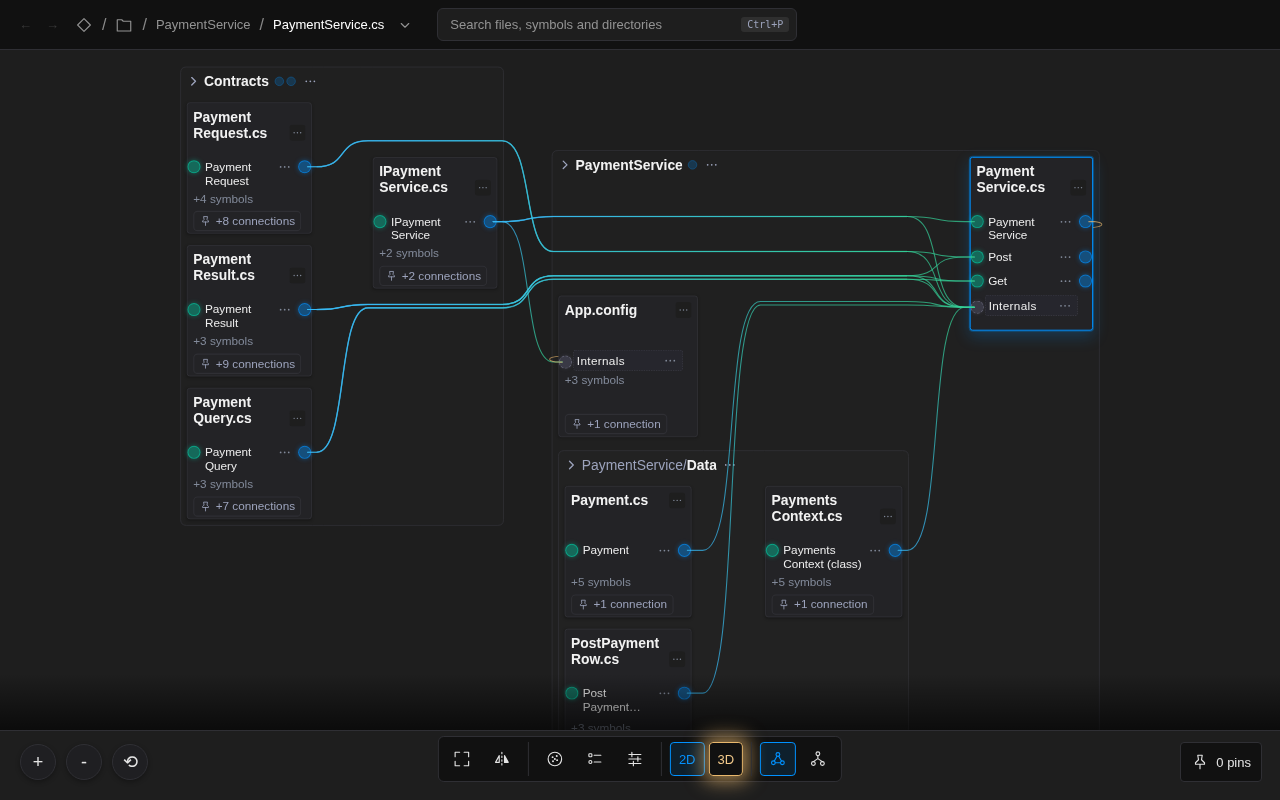 / / PaymentService / PaymentService.cs
Search files, symbols and directories Ctrl+P
Contracts
Payment
Request.cs
Payment
Request
+4 symbols
+8 connections
Payment
Result.cs
Payment
Result
+3 symbols
+9 connections
Payment
Query.cs
Payment
Query
+3 symbols
+7 connections
IPayment
Service.cs
IPayment
Service
+2 symbols
+2 connections
PaymentService
App.config
Internals
+3 symbols
+1 connection
PaymentService/Data
Payment.cs
Payment
+5 symbols
+1 connection
PostPayment
Row.cs
Post
Payment…
+3 symbols
Payments
Context.cs
Payments
Context (class)
+5 symbols
+1 connection
Payment
Service.cs
Payment
Service
Post
Get
Internals
+ - 2D 3D 0 pins